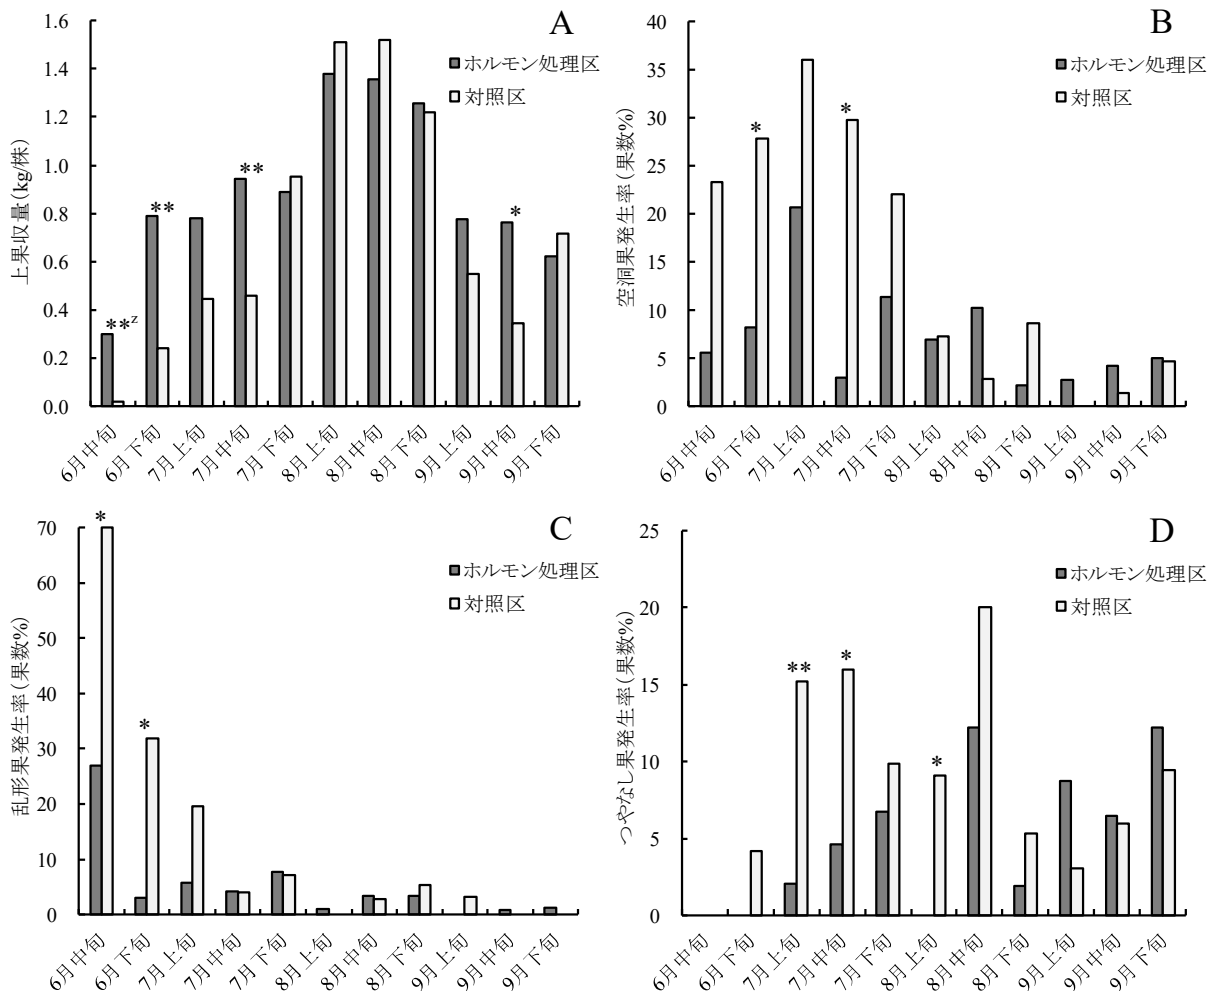 A
上果収量(kg/株)
1.6
1.4
1.2
1.0
0.8
0.6
0.4
0.2
0.0
ホルモン処理区
対照区
**z
**
**
*
6月中旬
6月下旬
7月上旬
7月中旬
7月下旬
8月上旬
8月中旬
8月下旬
9月上旬
9月中旬
9月下旬
B
空洞果発生率(果数%)
40
35
30
25
20
15
10
5
0
ホルモン処理区
対照区
*
*
6月中旬
6月下旬
7月上旬
7月中旬
7月下旬
8月上旬
8月中旬
8月下旬
9月上旬
9月中旬
9月下旬
C
乱形果発生率(果数%)
70
60
50
40
30
20
10
0
ホルモン処理区
対照区
*
*
6月中旬
6月下旬
7月上旬
7月中旬
7月下旬
8月上旬
8月中旬
8月下旬
9月上旬
9月中旬
9月下旬
D
つやなし果発生率(果数%)
25
20
15
10
5
0
ホルモン処理区
対照区
**
*
*
6月中旬
6月下旬
7月上旬
7月中旬
7月下旬
8月上旬
8月中旬
8月下旬
9月上旬
9月中旬
9月下旬